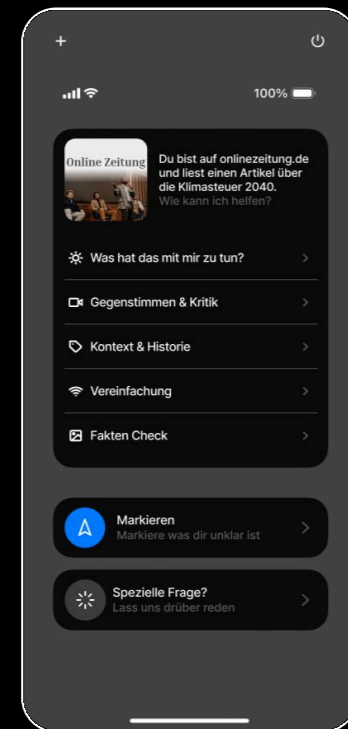 100%
Online Zeitung
Du bist auf onlinezeitung.de
und liest einen Artikel über
die Klimasteuer 2040.
Wie kann ich helfen?
Was hat das mit mir zu tun?
Gegenstimmen & Kritik
Kontext & Historie
Vereinfachung
Fakten Check
Markieren
Markiere was dir unklar ist
Spezielle Frage?
Lass uns drüber reden